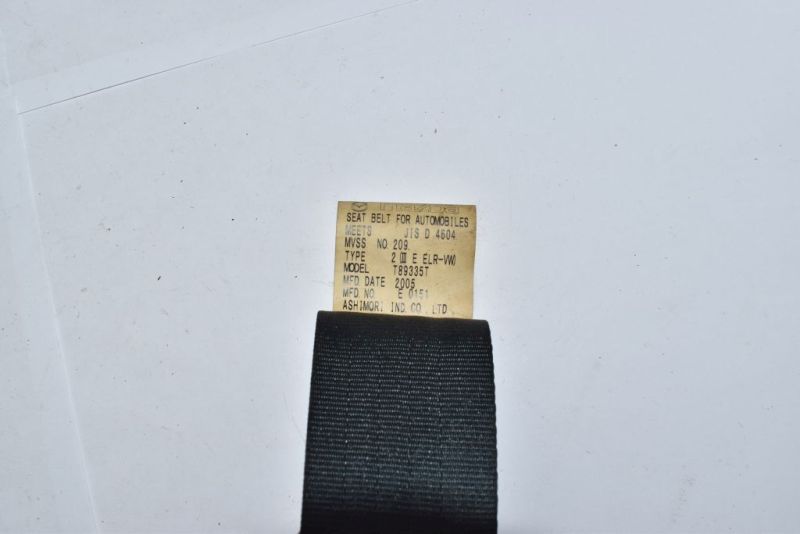 SEAT BELT FOR AUTOMOBILES
MEETS JIS D 4604
MVSS NO 209
TYPE 2 (III E ELR-VW)
MODEL T89335T
MFD DATE 2005
MFD NO. E 0151
ASHIMORI IND. CO., LTD